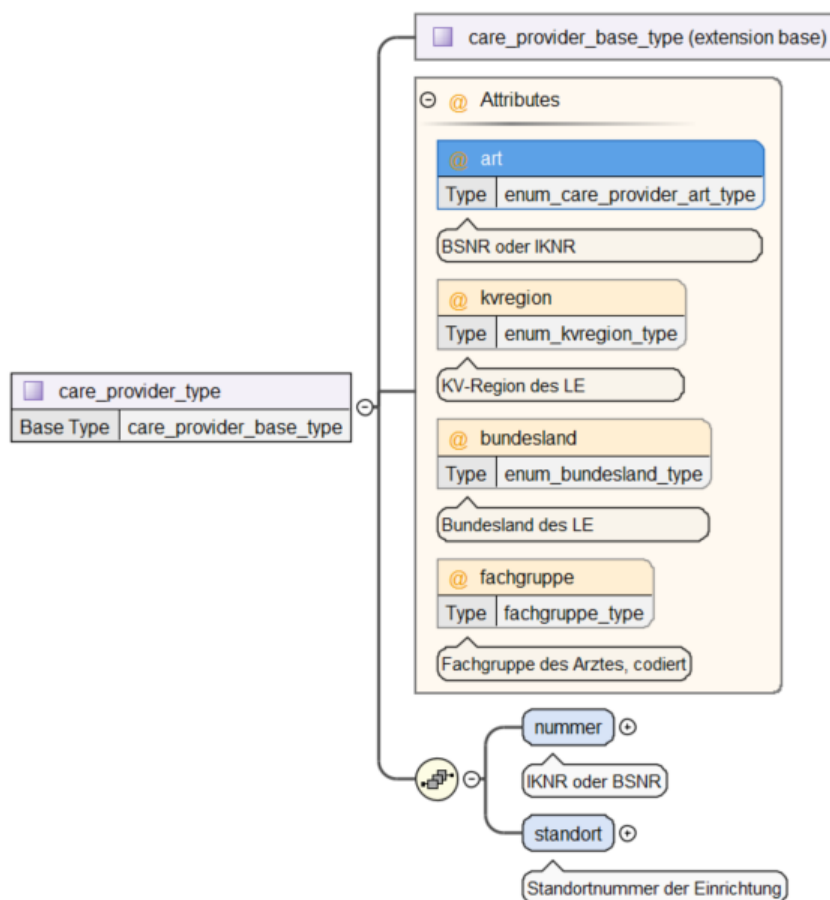 care_provider_base_type (extension base)
@ Attributes
@ art
Type enum_care_provider_art_type
BSNR oder IKNR
@ kvregion
Type enum_kvregion_type
KV-Region des LE
care_provider_type
Base Type care_provider_base_type
@ bundesland
Type enum_bundesland_type
Bundesland des LE
@ fachgruppe
Type fachgruppe_type
Fachgruppe des Arztes, codiert
nummer
IKNR oder BSNR
standort
Standortnummer der Einrichtung